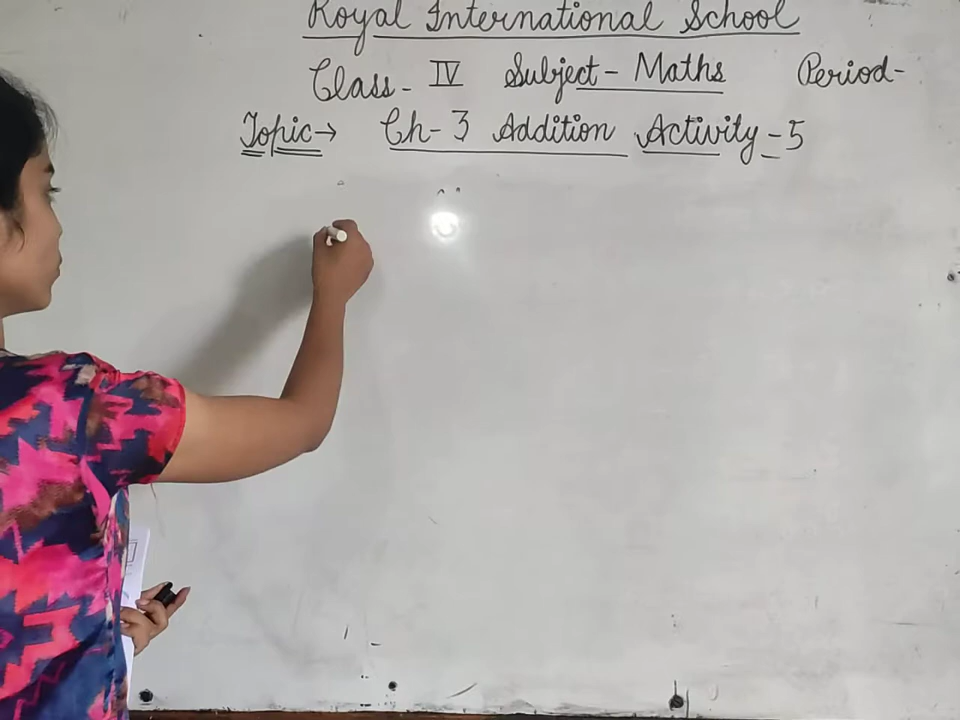 Royal International School
Class - IV Subject - Maths Period-
Topic → Ch-3 Addition Activity-5